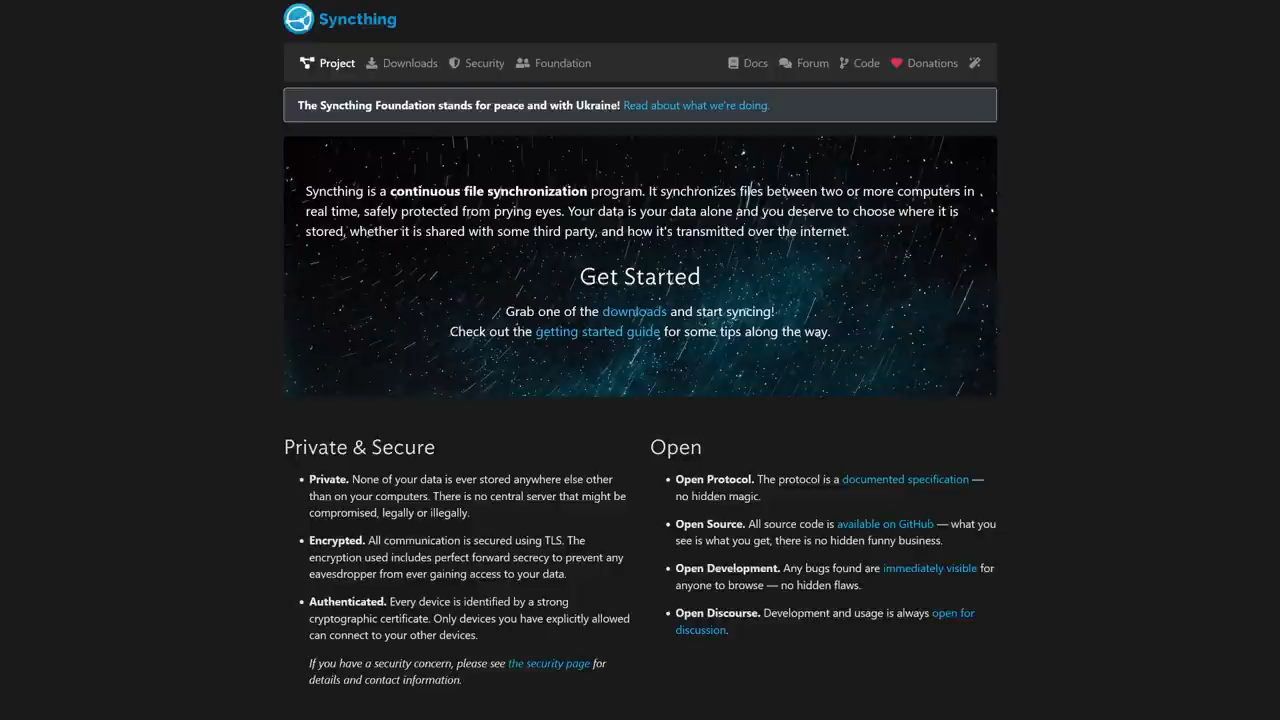 Syncthing
Project Downloads Security Foundation Docs Forum Code Donations
The Syncthing Foundation stands for peace and with Ukraine! Read about what we're doing.
Syncthing is a continuous file synchronization program. It synchronizes files between two or more computers in
real time, safely protected from prying eyes. Your data is your data alone and you deserve to choose where it is
stored, whether it is shared with some third party, and how it's transmitted over the internet.
Get Started
Grab one of the downloads and start syncing!
Check out the getting started guide for some tips along the way.
Private & Secure
• Private. None of your data is ever stored anywhere else other
than on your computers. There is no central server that might be
compromised, legally or illegally.
• Encrypted. All communication is secured using TLS. The
encryption used includes perfect forward secrecy to prevent any
eavesdropper from ever gaining access to your data.
• Authenticated. Every device is identified by a strong
cryptographic certificate. Only devices you have explicitly allowed
can connect to your other devices.
If you have a security concern, please see the security page for
details and contact information.
Open
• Open Protocol. The protocol is a documented specification —
no hidden magic.
• Open Source. All source code is available on GitHub — what you
see is what you get, there is no hidden funny business.
• Open Development. Any bugs found are immediately visible for
anyone to browse — no hidden flaws.
• Open Discourse. Development and usage is always open for
discussion.